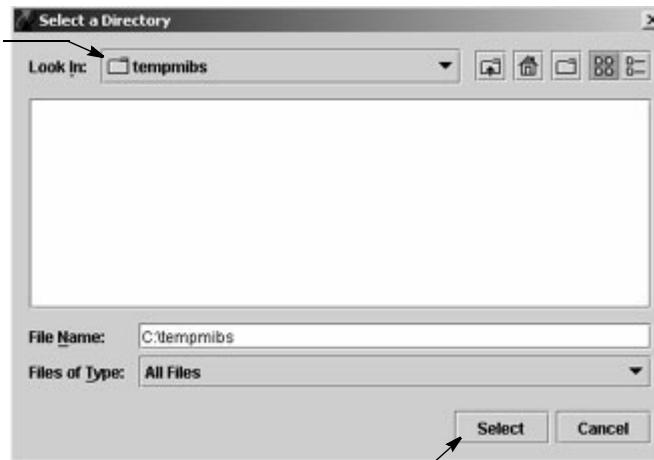 Select a Directory
Look In: tempmibs
File Name: C:\tempmibs
Files of Type: All Files
Select Cancel